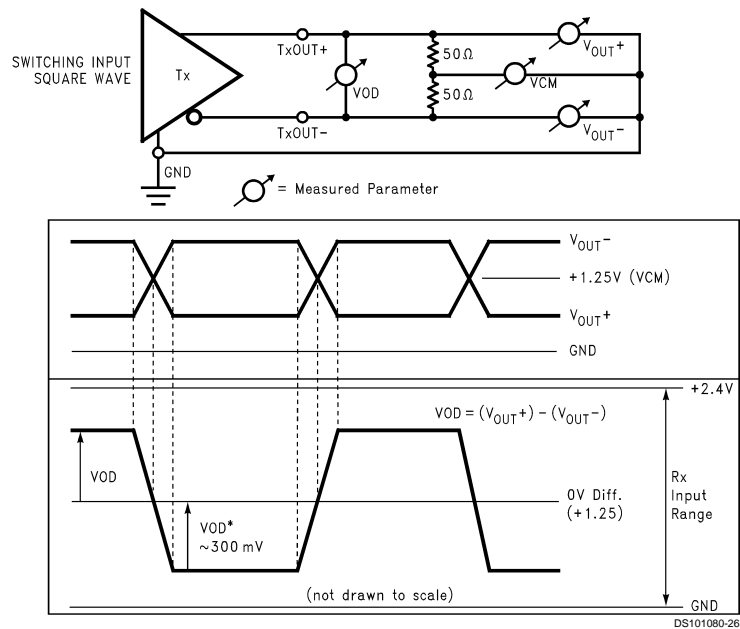 SWITCHING INPUT
SQUARE WAVE
Tx
TxOUT+
TxOUT-
VOD
50Ω
50Ω
VCM
VOUT+
VOUT-
GND
= Measured Parameter
VOUT-
+1.25V (VCM)
VOUT+
GND
+2.4V
VOD = (VOUT+) - (VOUT-)
VOD
VOD*
~300 mV
0V Diff.
(+1.25)
Rx
Input
Range
(not drawn to scale)
GND
DS101080-26